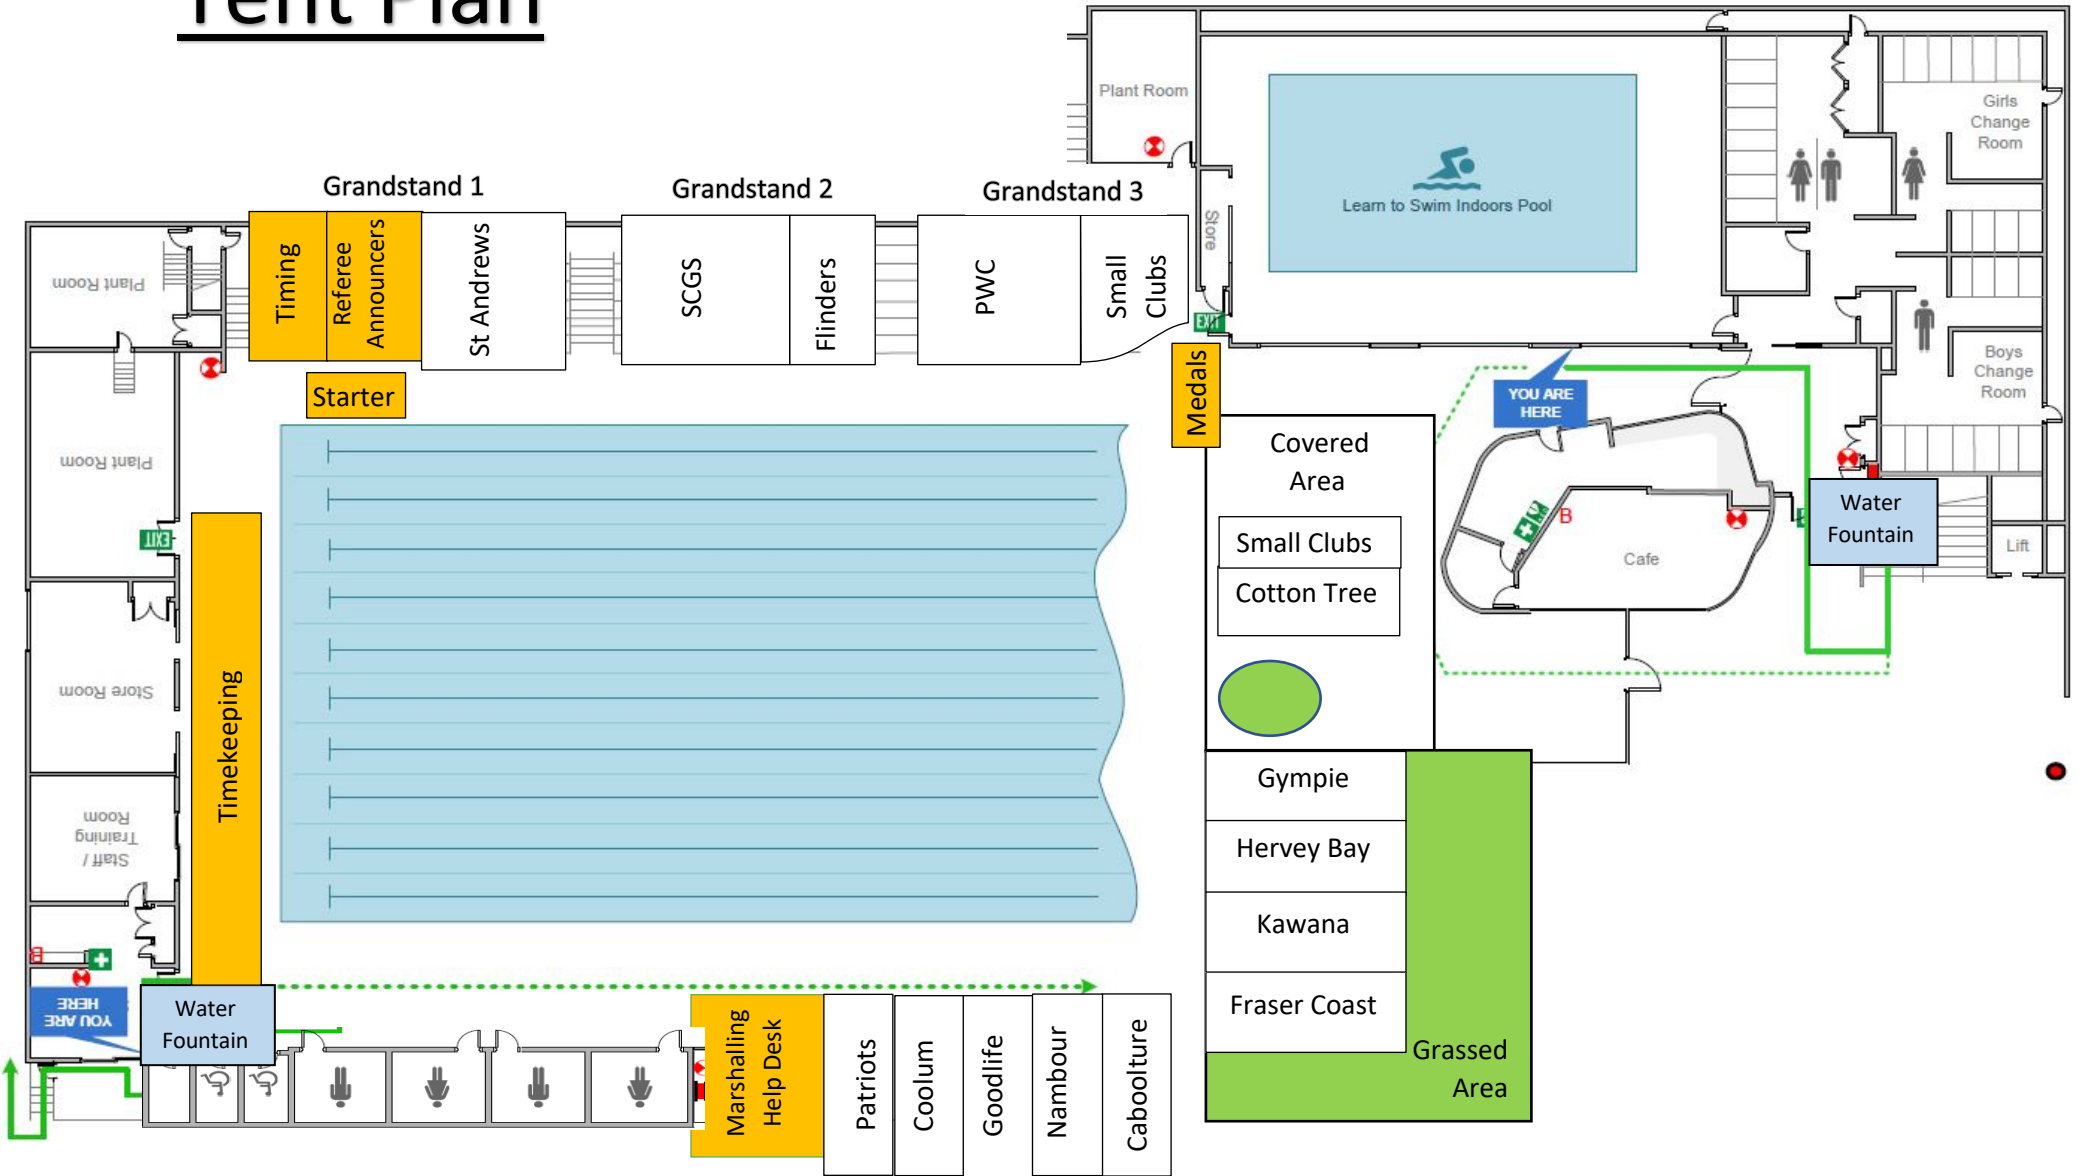 Tent Plan
Plant Room
Girls
Change
Room
Learn to Swim Indoors Pool
Grandstand 1
Grandstand 2
Grandstand 3
Store
Plant Room
Timing
Referee
Announcers
St Andrews
SCGS
Flinders
PWC
Small
Clubs
EXIT
Boys
Change
Room
Starter
Medals
YOU ARE
HERE
Covered
Area
Plant Room
EXIT
Small Clubs
Cotton Tree
B
Cafe
Water
Fountain
Lift
Store Room
Timekeeping
Staff /
Training
Room
Gympie
Hervey Bay
Kawana
Fraser Coast
Grassed
Area
B
YOU ARE
HERE
Water
Fountain
Marshalling
Help Desk
Patriots
Coolum
Goodlife
Nambour
Caboolture